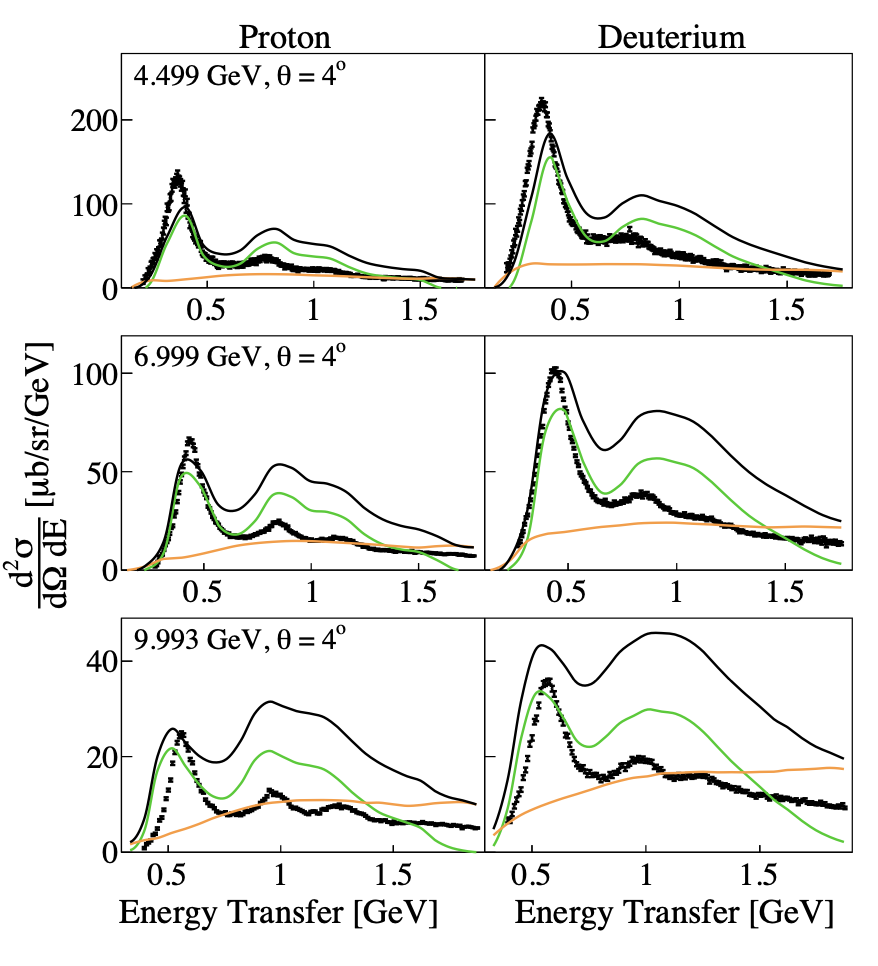 Proton Deuterium
4.499 GeV, θ = 4°
200
100
0
0.5 1 1.5 0.5 1 1.5
6.999 GeV, θ = 4°
100
50
0
0.5 1 1.5 0.5 1 1.5
d²σ
dΩ dE [μb/sr/GeV]
9.993 GeV, θ = 4°
40
20
0
0.5 1 1.5 0.5 1 1.5
Energy Transfer [GeV] Energy Transfer [GeV]